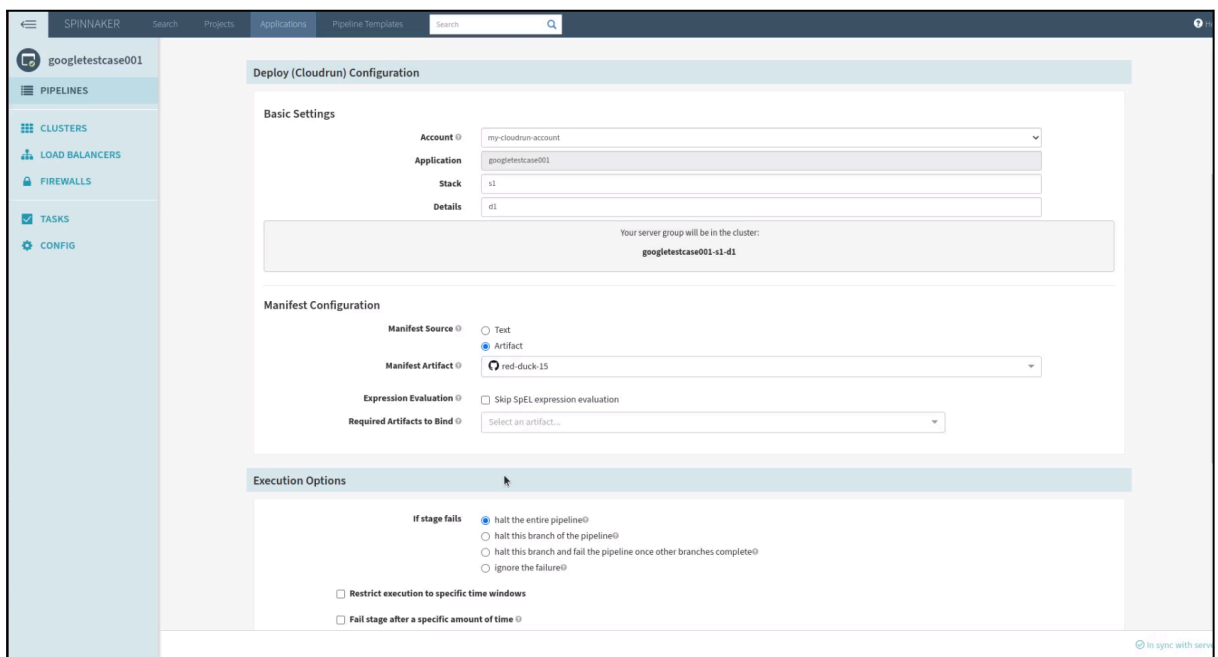 SPINNAKER Search Projects Applications Pipeline Templates Search
googletestcase001
PIPELINES
CLUSTERS
LOAD BALANCERS
FIREWALLS
TASKS
CONFIG
Deploy (Cloudrun) Configuration
Basic Settings
Account my-cloudrun-account
Application googletestcase001
Stack s1
Details d1
Your server group will be in the cluster:
googletestcase001-s1-d1
Manifest Configuration
Manifest Source Text
Artifact
Manifest Artifact red-duck-15
Expression Evaluation Skip SpEL expression evaluation
Required Artifacts to Bind Select an artifact...
Execution Options
If stage fails halt the entire pipeline
halt this branch of the pipeline
halt this branch and fail the pipeline once other branches complete
ignore the failure
Restrict execution to specific time windows
Fail stage after a specific amount of time
In sync with serv